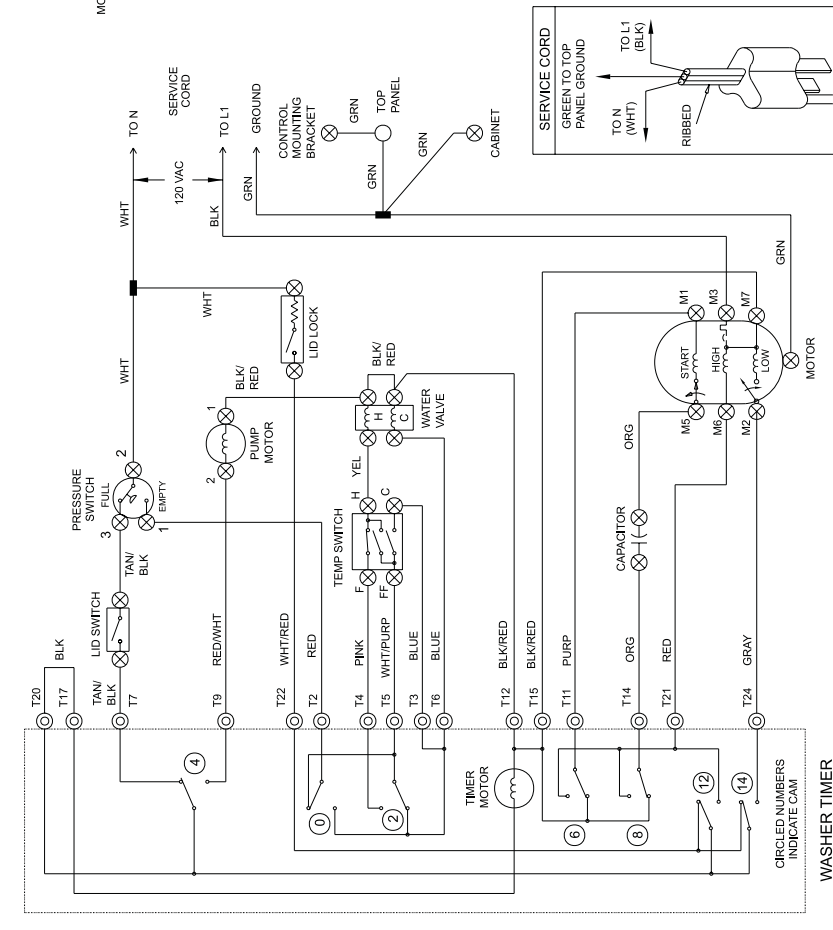 MO
TO N
SERVICE
CORD
WHT
120 VAC
TO L1
BLK
GROUND
GRN
CONTROL
MOUNTING
BRACKET
GRN
TOP
PANEL
GRN
GRN
CABINET
SERVICE CORD
GREEN TO TOP
PANEL GROUND
TO L1
(BLK)
TO N
(WHT)
RIBBED
WHT
WHT
PRESSURE
SWITCH
FULL
EMPTY
2
3
1
TAN/
BLK
LID SWITCH
BLK
TAN/
BLK
BLK/
RED
1
2
PUMP
MOTOR
LID LOCK
BLK/
RED
H
C
WATER
VALVE
YEL
TEMP SWITCH
H
C
F
FF
RED/WHT
WHT/RED
RED
PINK
WHT/PURP
BLUE
BLUE
BLK/RED
BLK/RED
PURP
ORG
RED
GRAY
CAPACITOR
ORG
M1
M3
M7
START
HIGH
LOW
M5
M6
M2
MOTOR
GRN
T20
T17
T7
T9
T22
T2
T4
T5
T3
T6
T12
T15
T11
T14
T21
T24
4
0
2
TIMER
MOTOR
6
8
12
14
CIRCLED NUMBERS
INDICATE CAM
WASHER TIMER